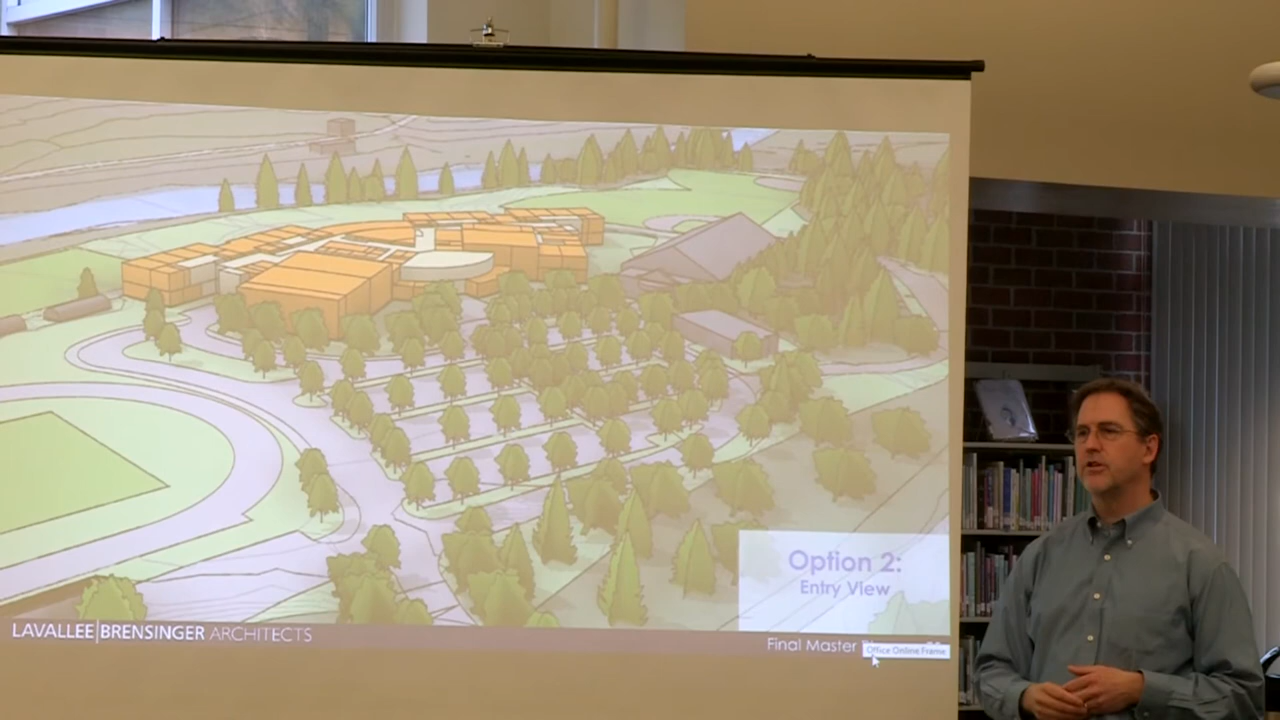 Option 2:
Entry View
LAVALLEE|BRENSINGER ARCHITECTS
Final Master
Office Online Frame